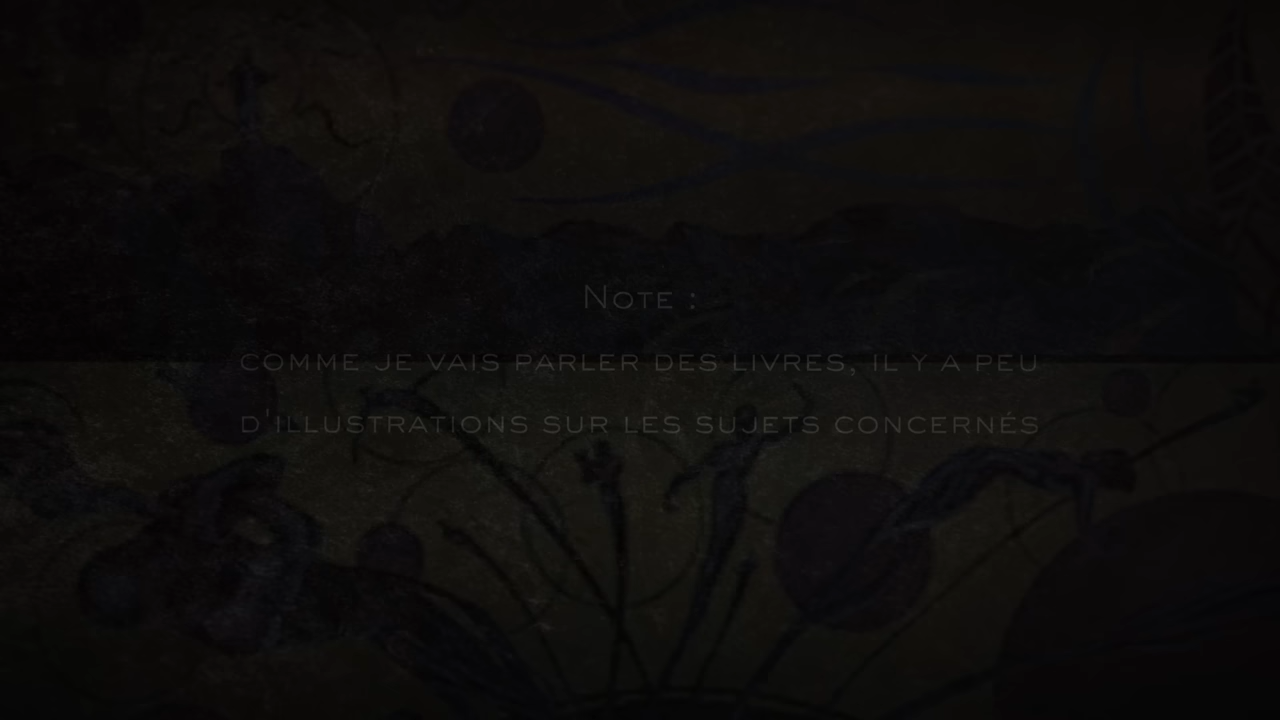 Note :
comme je vais parler des livres, il y a peu
d'illustrations sur les sujets concernés